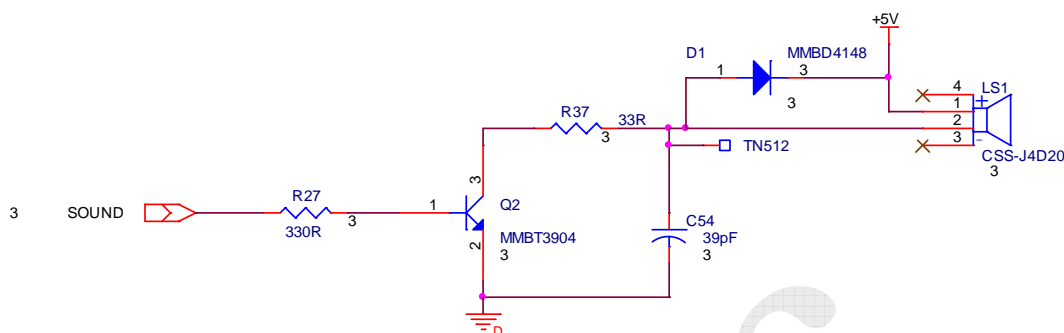 +5V
D1
MMBD4148
1
3
3
4
LS1
+
1
2
3
-
CSS-J4D20
3
R37
33R
3
TN512
3
SOUND
R27
330R
3
1
3
Q2
2
MMBT3904
3
C54
39pF
3
D